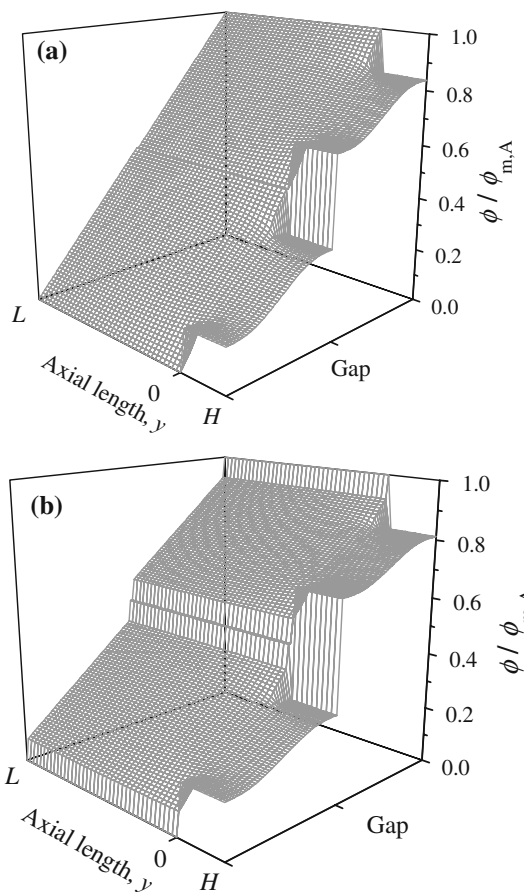 (a)
1.0
0.8
0.6
0.4
0.2
0.0
ϕ / ϕm,A
L
Axial length, y
0
H
Gap
(b)
1.0
0.8
0.6
0.4
0.2
0.0
ϕ / ϕ
L
Axial length, y
0
H
Gap